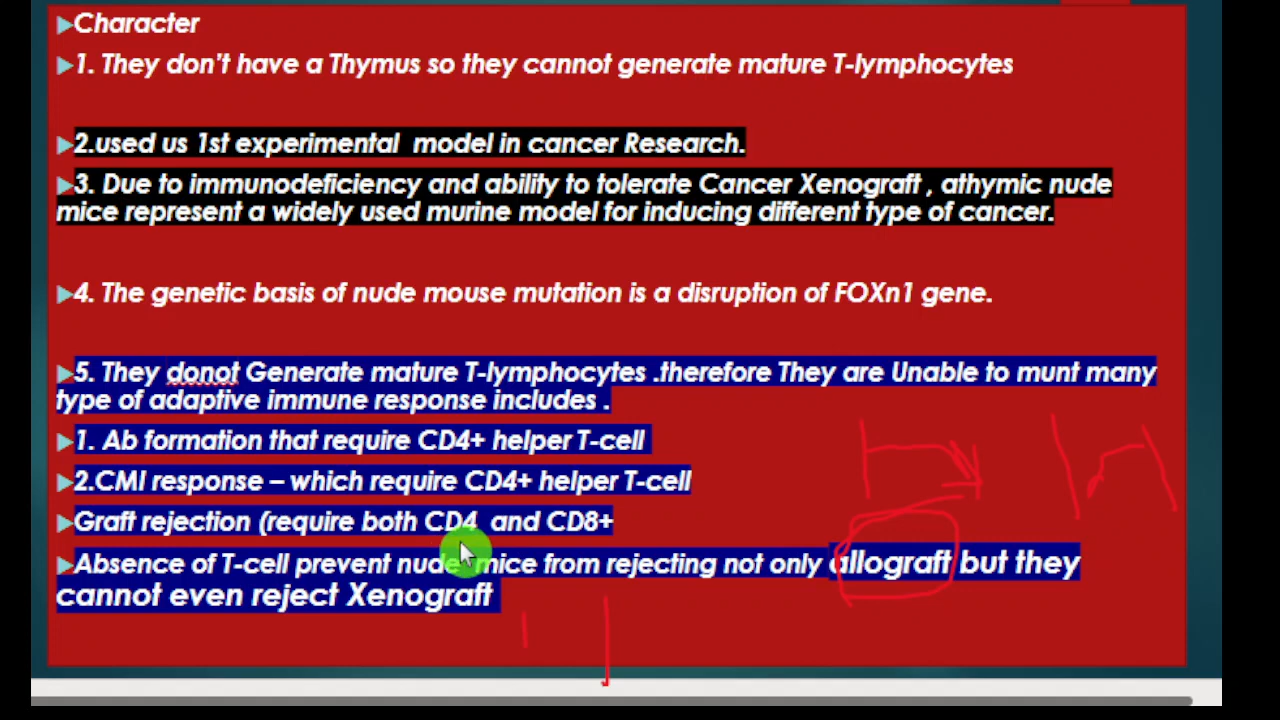 Character
1. They don't have a Thymus so they cannot generate mature T-lymphocytes
2.used us 1st experimental model in cancer Research.
3. Due to immunodeficiency and ability to tolerate Cancer Xenograft , athymic nude
mice represent a widely used murine model for inducing different type of cancer.
4. The genetic basis of nude mouse mutation is a disruption of FOXn1 gene.
5. They donot Generate mature T-lymphocytes .therefore They are Unable to munt many
type of adaptive immune response includes .
1. Ab formation that require CD4+ helper T-cell
2.CMI response – which require CD4+ helper T-cell
Graft rejection (require both CD4 and CD8+
Absence of T-cell prevent nude mice from rejecting not only allograft but they
cannot even reject Xenograft